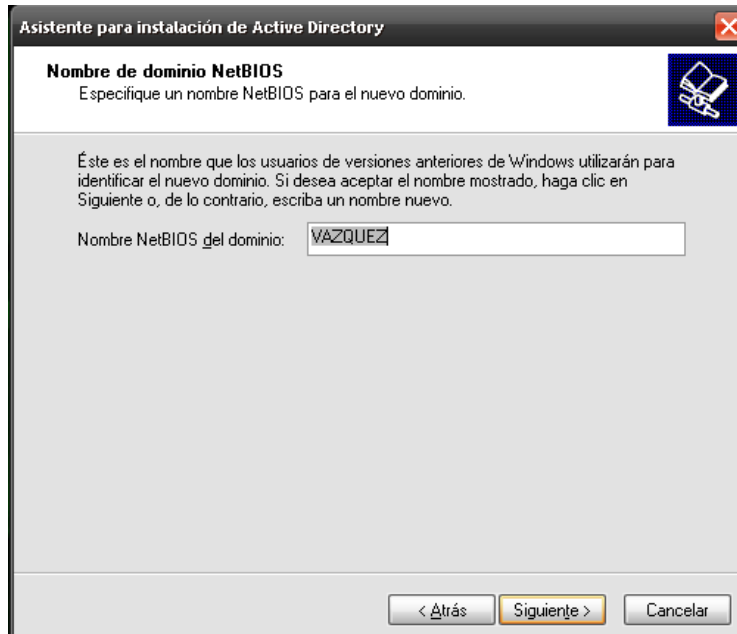 Asistente para instalación de Active Directory
Nombre de dominio NetBIOS
Especifique un nombre NetBIOS para el nuevo dominio.
Éste es el nombre que los usuarios de versiones anteriores de Windows utilizarán para
identificar el nuevo dominio. Si desea aceptar el nombre mostrado, haga clic en
Siguiente o, de lo contrario, escriba un nombre nuevo.
Nombre NetBIOS del dominio: VAZQUEZ
< Atrás Siguiente > Cancelar